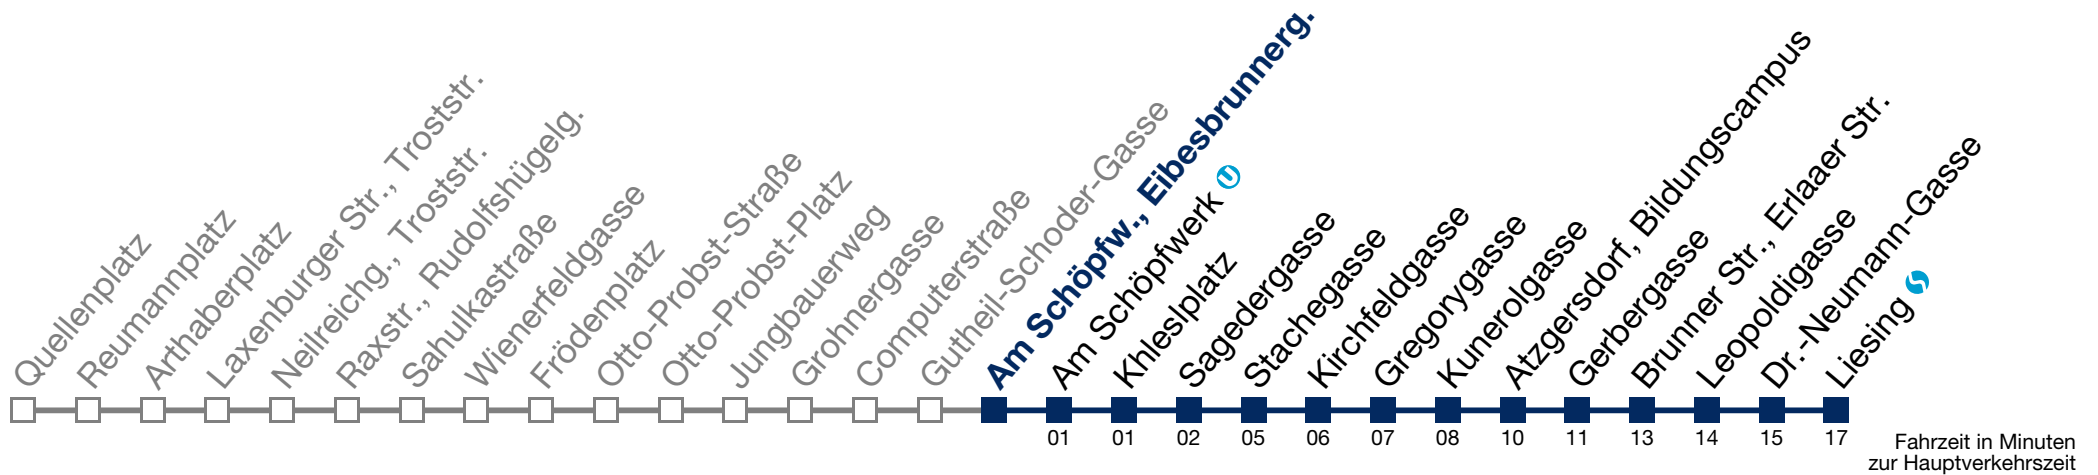 Quellenplatz
Reumannplatz
Arthaberplatz
Laxenburger Str., Troststr.
Neilreichg., Troststr.
Raxstr., Rudolfshügelg.
Sahulkastraße
Wienerfeldgasse
Frödenplatz
Otto-Probst-Straße
Otto-Probst-Platz
Jungbauerweg
Grohnergasse
Computerstraße
Gutheil-Schoder-Gasse
Am Schöpfw., Eibesbrunnerg.
Am Schöpfwerk U
Khleslplatz
Sagedergasse
Stachegasse
Kirchfeldgasse
Gregorygasse
Kunerolgasse
Atzgersdorf, Bildungscampus
Gerbergasse
Brunner Str., Erlaaer Str.
Leopoldigasse
Dr.-Neumann-Gasse
Liesing S
01 01 02 05 06 07 08 10 11 13 14 15 17
Fahrzeit in Minuten
zur Hauptverkehrszeit